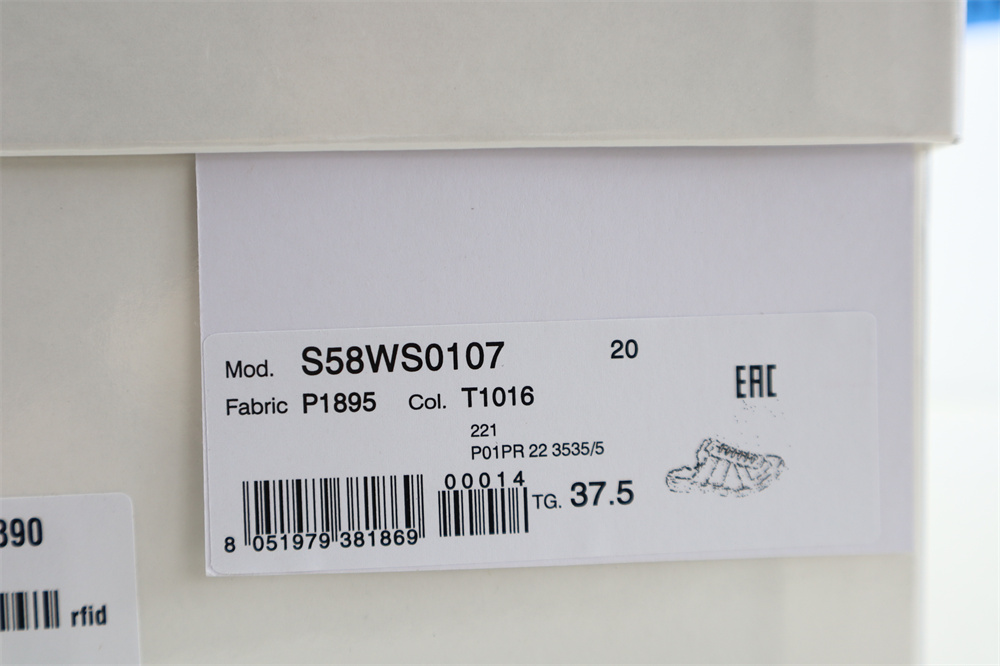 Mod. S58WS0107 20
Fabric P1895 Col. T1016
EAC
221
P01PR 22 3535/5
00014
TG. 37.5
8 051979 381869
390
rfid